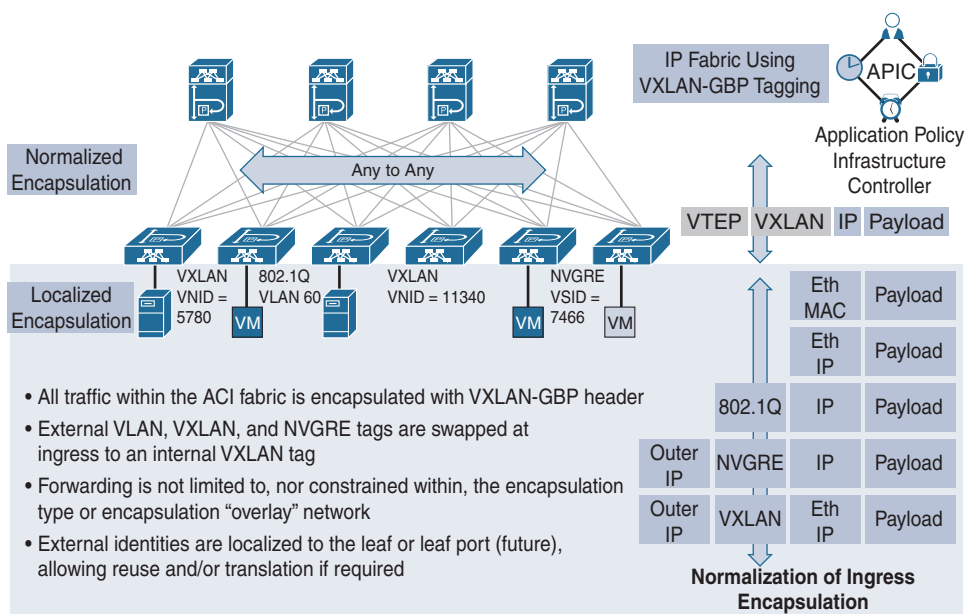 IP Fabric Using
VXLAN-GBP Tagging
APIC
Application Policy
Infrastructure
Controller
Normalized
Encapsulation
Any to Any
VTEP VXLAN IP Payload
Localized
Encapsulation
VXLAN
VNID =
5780
802.1Q
VLAN 60
VXLAN
VNID = 11340
NVGRE
VSID =
7466
VM
VM
VM
P
P
P
P
P
P
P
P
P
P
Eth
MAC
Payload
Eth
IP
Payload
802.1Q IP Payload
Outer
IP
NVGRE IP Payload
Outer
IP
VXLAN
Eth
IP
Payload
• All traffic within the ACI fabric is encapsulated with VXLAN-GBP header
• External VLAN, VXLAN, and NVGRE tags are swapped at
ingress to an internal VXLAN tag
• Forwarding is not limited to, nor constrained within, the encapsulation
type or encapsulation “overlay” network
• External identities are localized to the leaf or leaf port (future),
allowing reuse and/or translation if required
Normalization of Ingress
Encapsulation